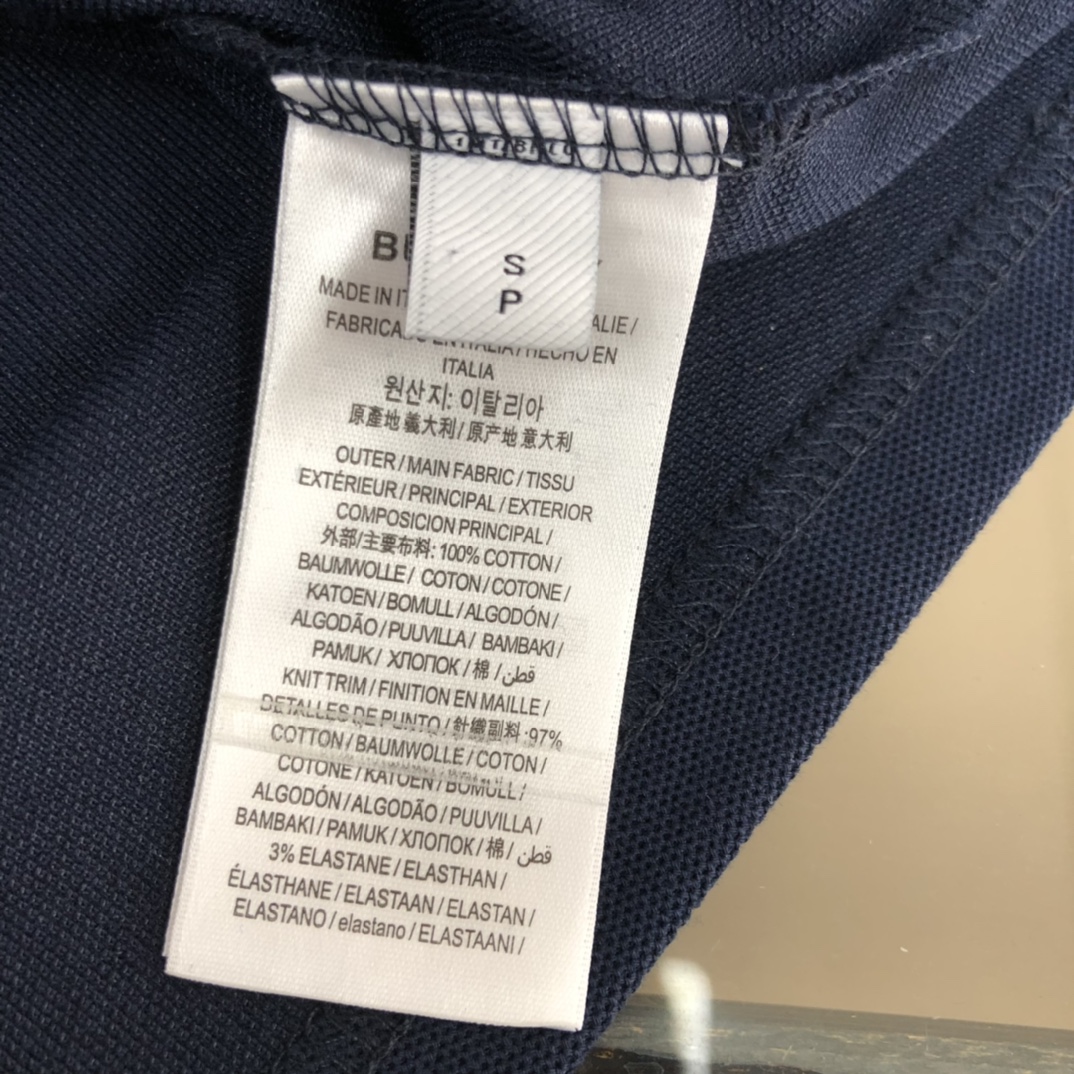 S
P
MADE IN IT ALIE /
FABRICA EN ITALIA / HECHO EN
ITALIA
원산지: 이탈리아
原產地 義大利 / 原产地 意大利
OUTER / MAIN FABRIC / TISSU
EXTÉRIEUR / PRINCIPAL / EXTERIOR
COMPOSICION PRINCIPAL /
外部/主要布料: 100% COTTON /
BAUMWOLLE / COTON / COTONE /
KATOEN / BOMULL / ALGODÓN /
ALGODÃO / PUUVILLA / BAMBAKI /
PAMUK / ХЛОПОК / 棉 / قطن
KNIT TRIM / FINITION EN MAILLE /
DETALLES DE PUNTO / 針織副料 :97%
COTTON / BAUMWOLLE / COTON /
COTONE / KATOEN / BOMULL /
ALGODÓN / ALGODÃO / PUUVILLA /
BAMBAKI / PAMUK / ХЛОПОК / 棉 / قطن
3% ELASTANE / ELASTHAN /
ÉLASTHANE / ELASTAAN / ELASTAN /
ELASTANO / elastano / ELASTAANI /